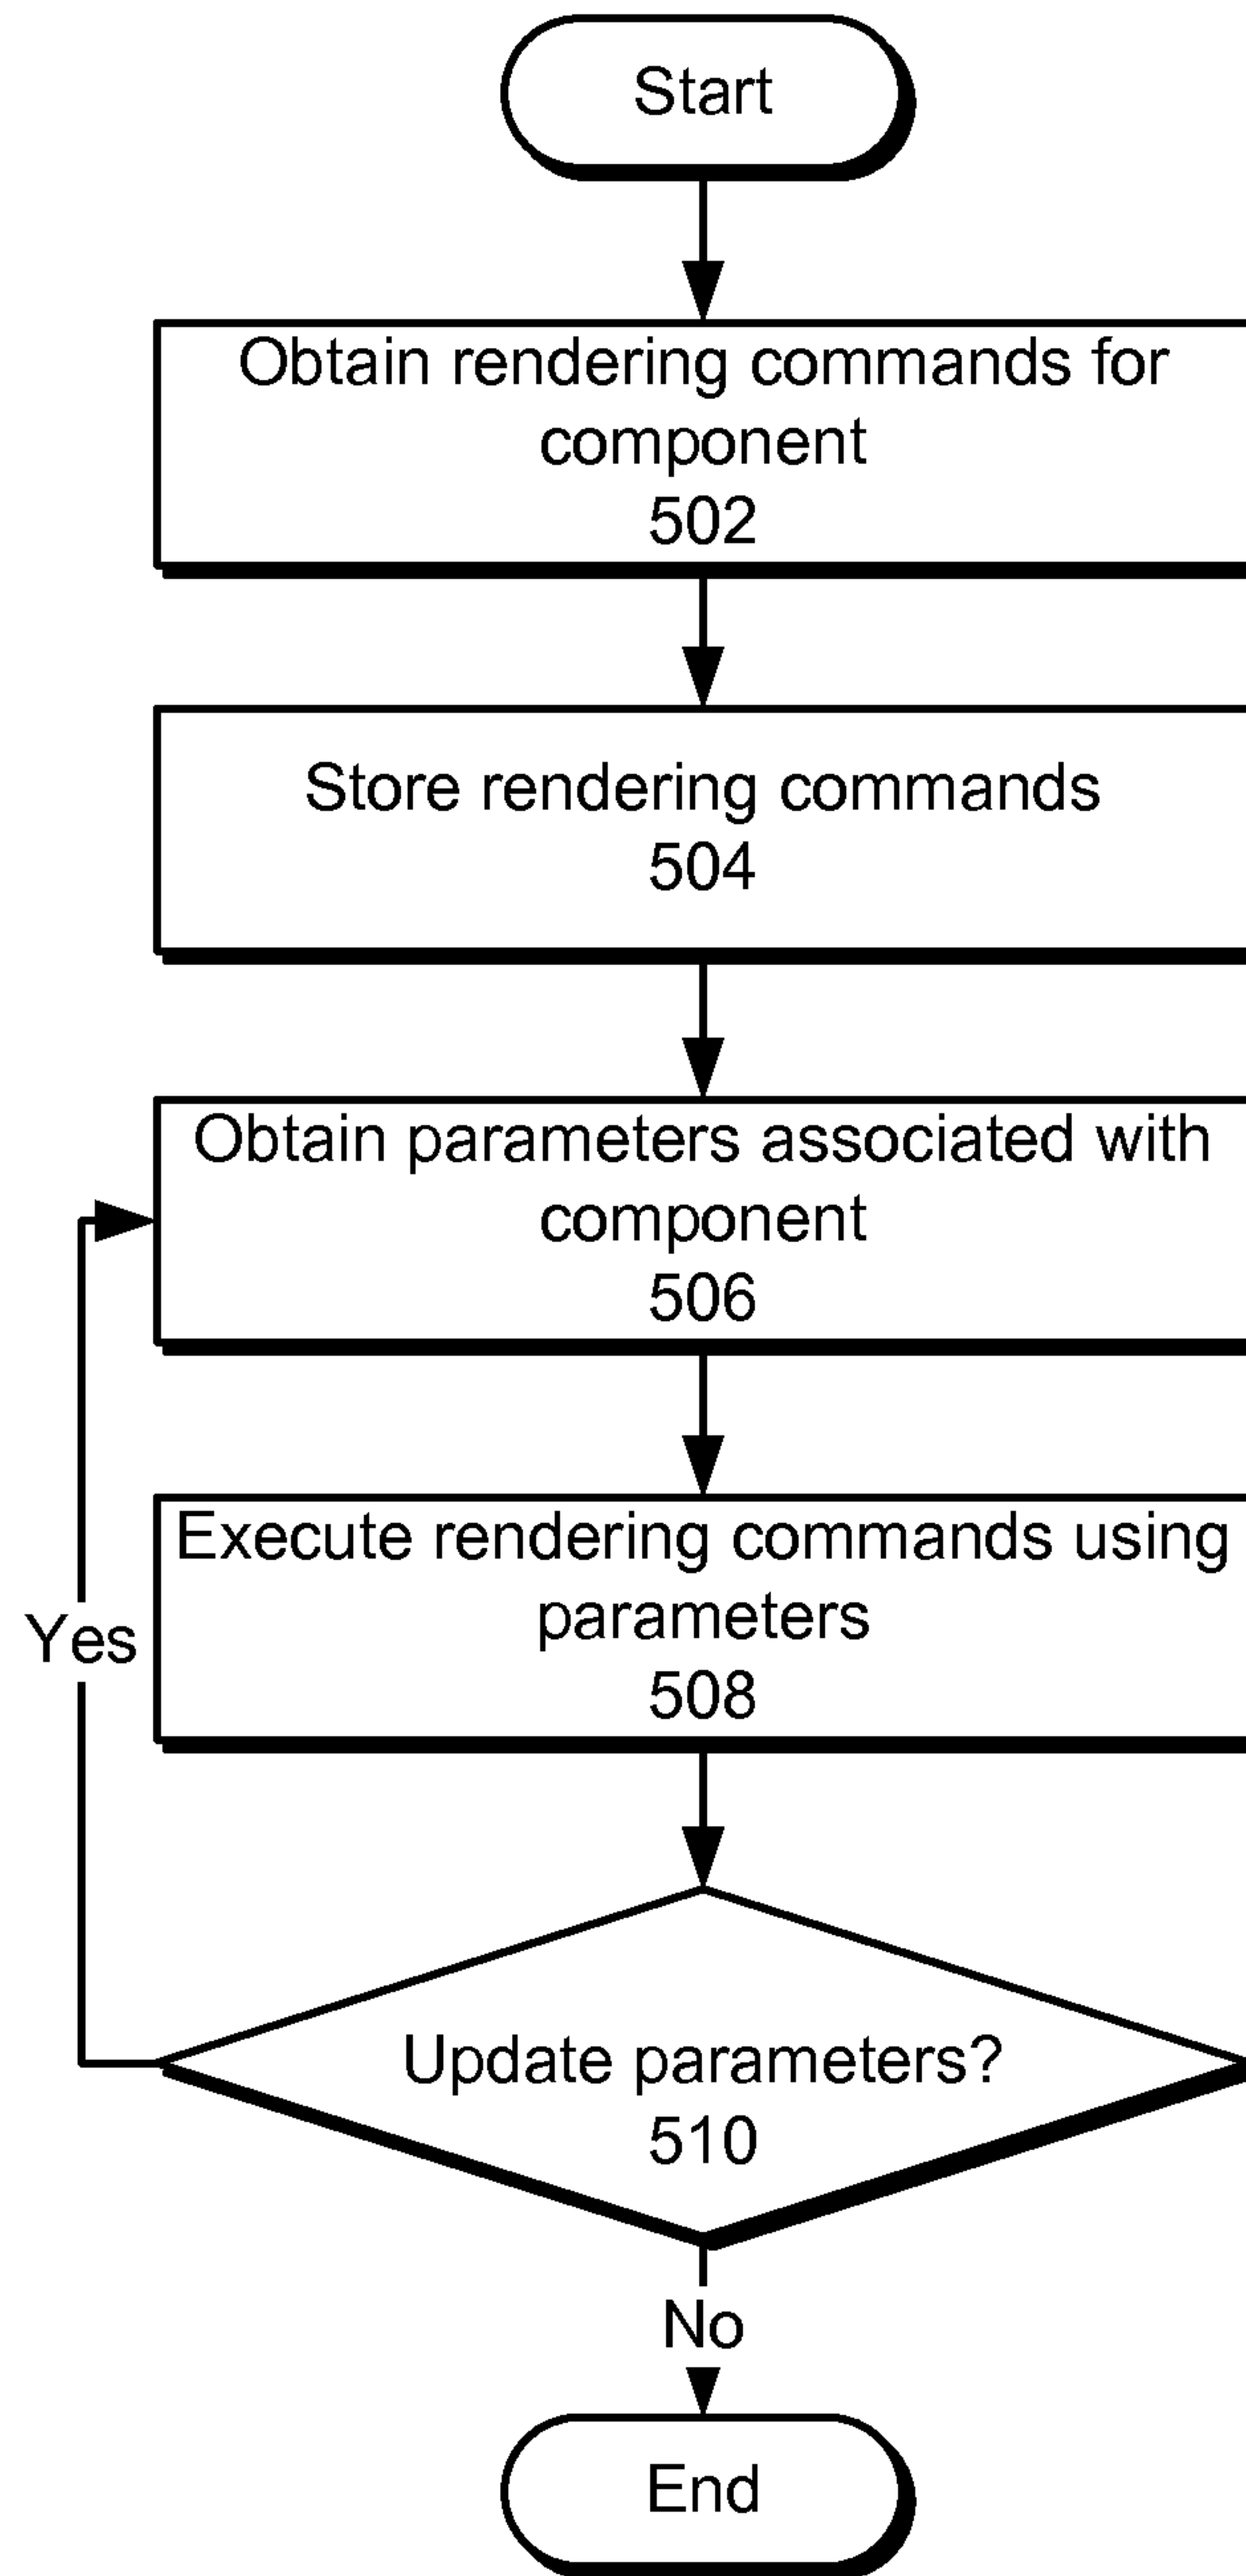 Start
Obtain rendering commands for
component
502
Store rendering commands
504
Obtain parameters associated with
component
506
Execute rendering commands using
parameters
508
Yes
Update parameters?
510
No
End